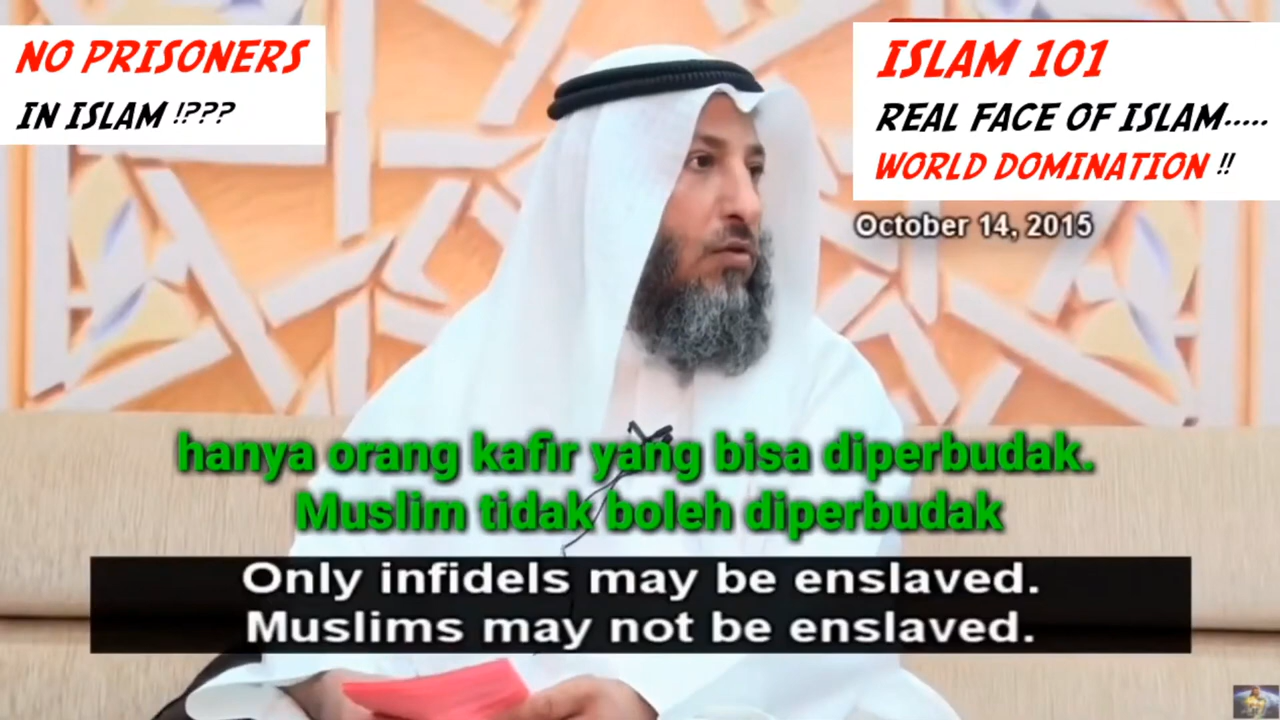 NO PRISONERS
IN ISLAM !???
ISLAM 101
REAL FACE OF ISLAM.....
WORLD DOMINATION !!
October 14, 2015
hanya orang kafir yang bisa diperbudak.
Muslim tidak boleh diperbudak
Only infidels may be enslaved.
Muslims may not be enslaved.